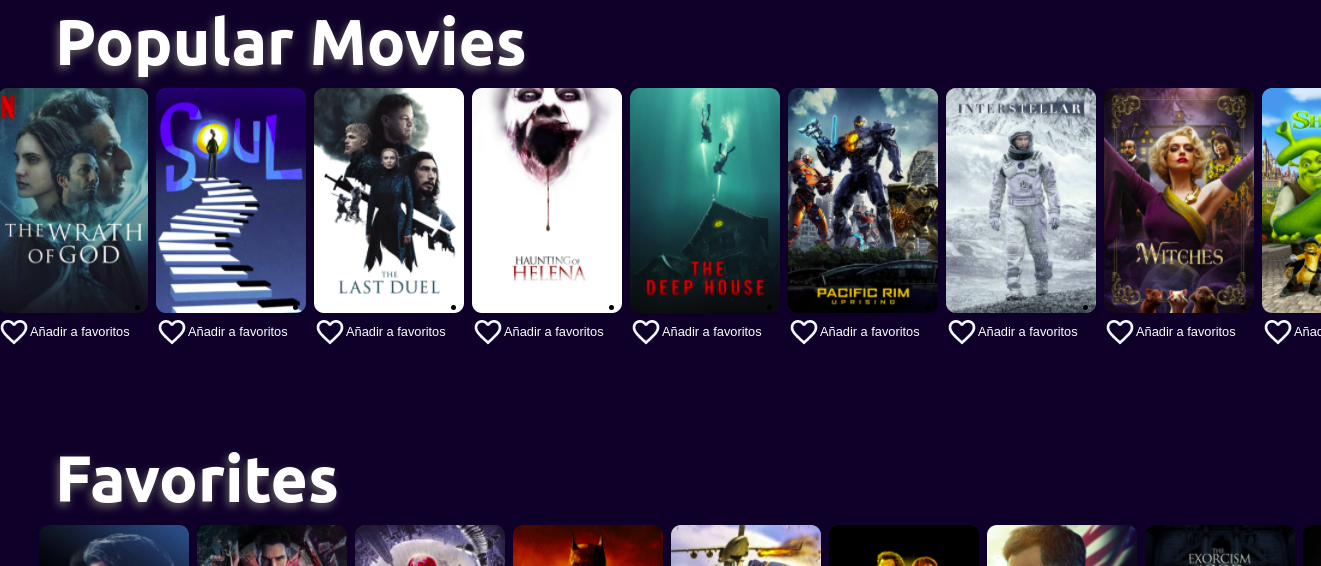 Popular Movies
N
THE WRATH
OF GOD
SOUL
THE
LAST DUEL
HAUNTING OF
HELENA
THE
DEEP HOUSE
PACIFIC RIM
UPRISING
INTERSTELLAR
WITCHES
SH
Añadir a favoritos
Añadir a favoritos
Añadir a favoritos
Añadir a favoritos
Añadir a favoritos
Añadir a favoritos
Añadir a favoritos
Añadir a favoritos
Aña
Favorites
THE
EXORCISM